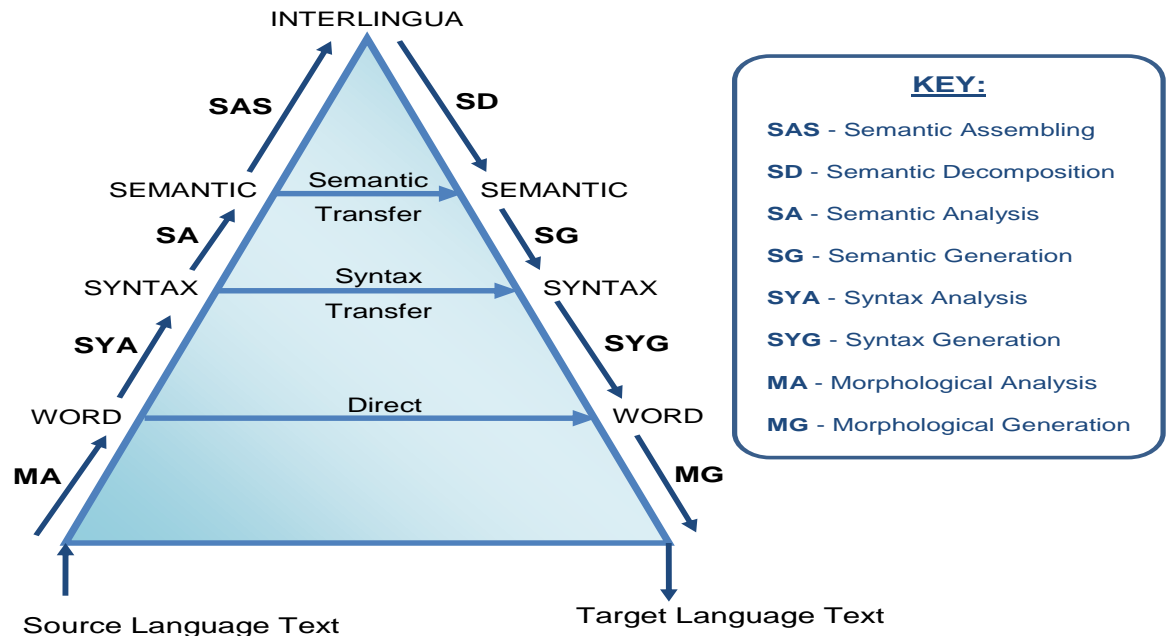 INTERLINGUA
SAS
SD
SEMANTIC
Semantic
Transfer
SEMANTIC
SA
SG
SYNTAX
Syntax
Transfer
SYNTAX
SYA
SYG
WORD
Direct
WORD
MA
MG
Source Language Text
Target Language Text
KEY:
SAS - Semantic Assembling
SD - Semantic Decomposition
SA - Semantic Analysis
SG - Semantic Generation
SYA - Syntax Analysis
SYG - Syntax Generation
MA - Morphological Analysis
MG - Morphological Generation